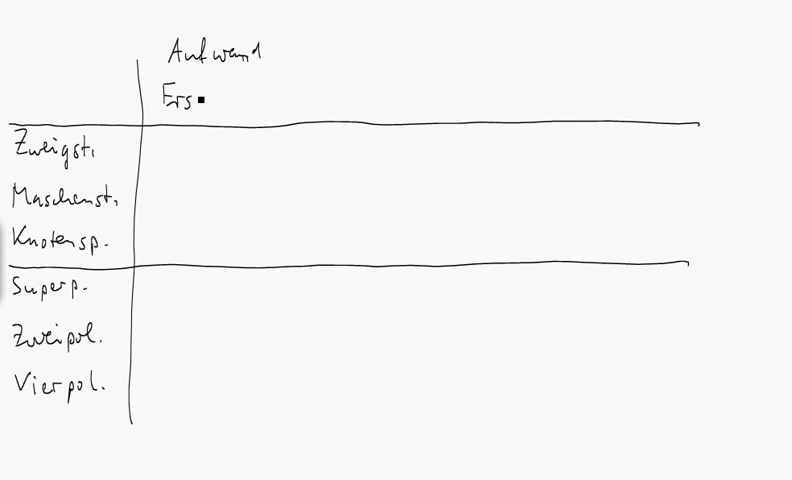 Aufwand
Ers
Zweigst.
Maschenst.
Knotensp.
Superp.
Zweipol.
Vierpol.